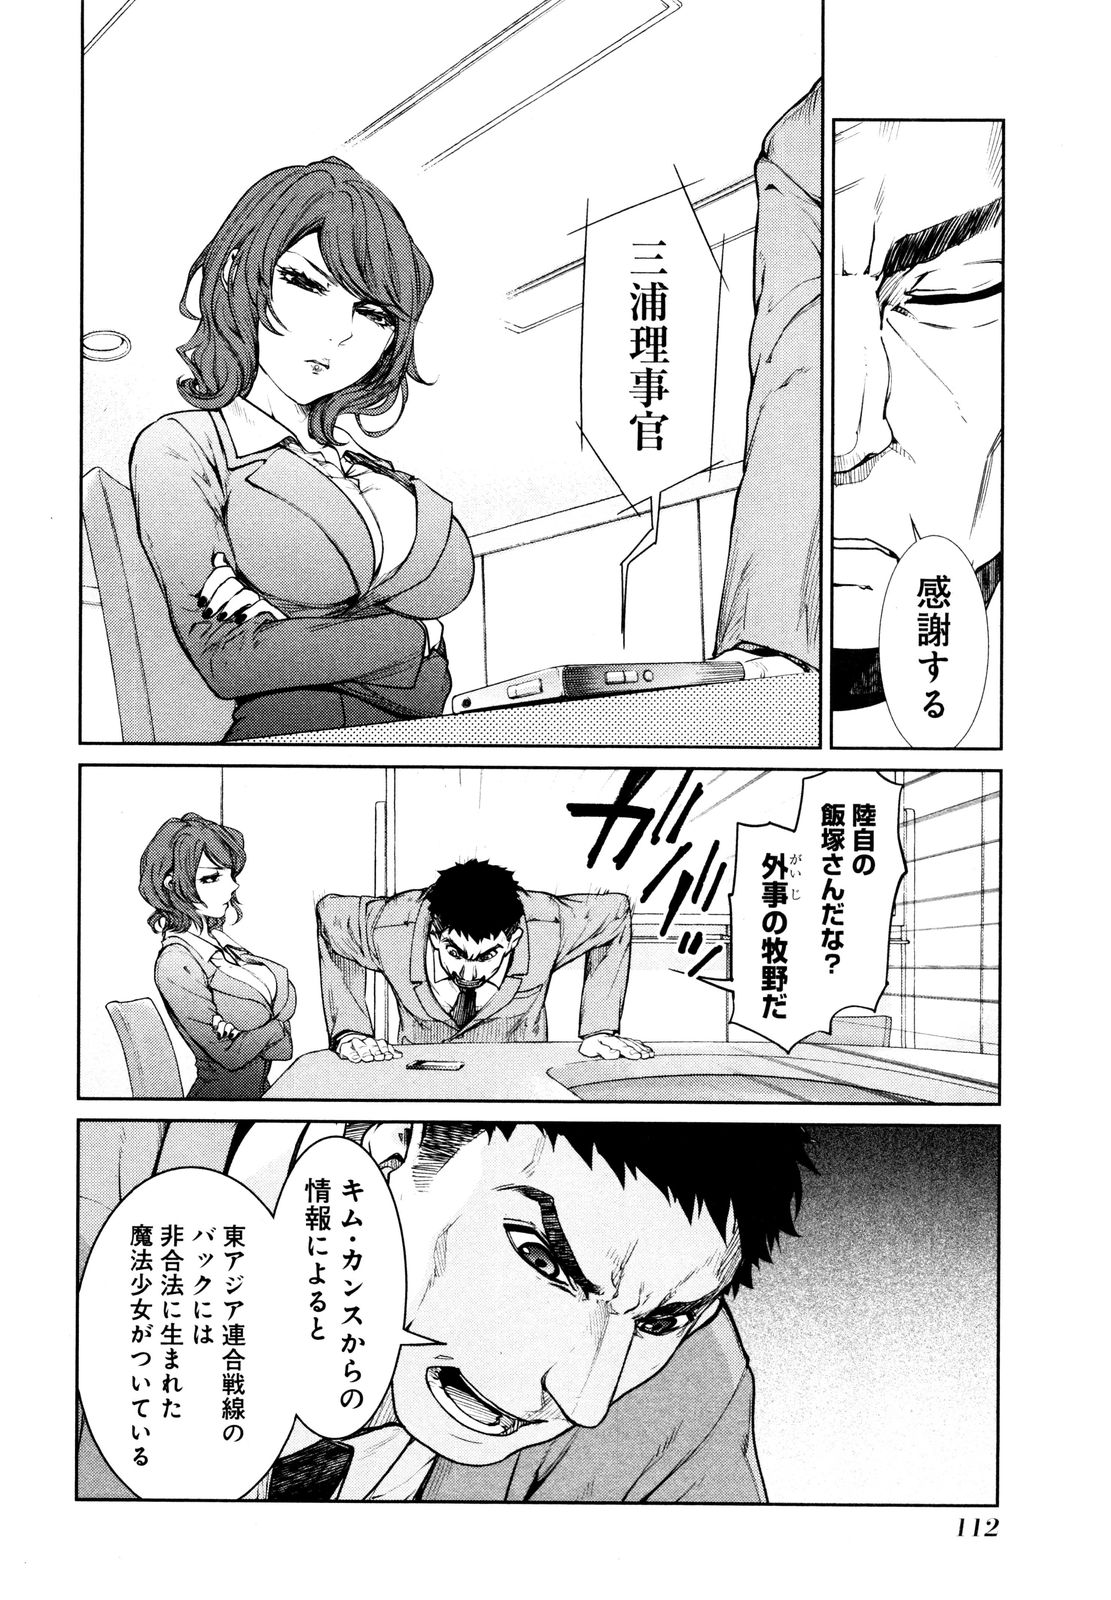 感謝する
三浦理事官
陸自の
飯塚さんだな?
外事の牧野だ
がいじ
ガバッ
キム・カンスからの
情報によると
東アジア連合戦線の
バックには
非合法に生まれた
魔法少女がついている
112